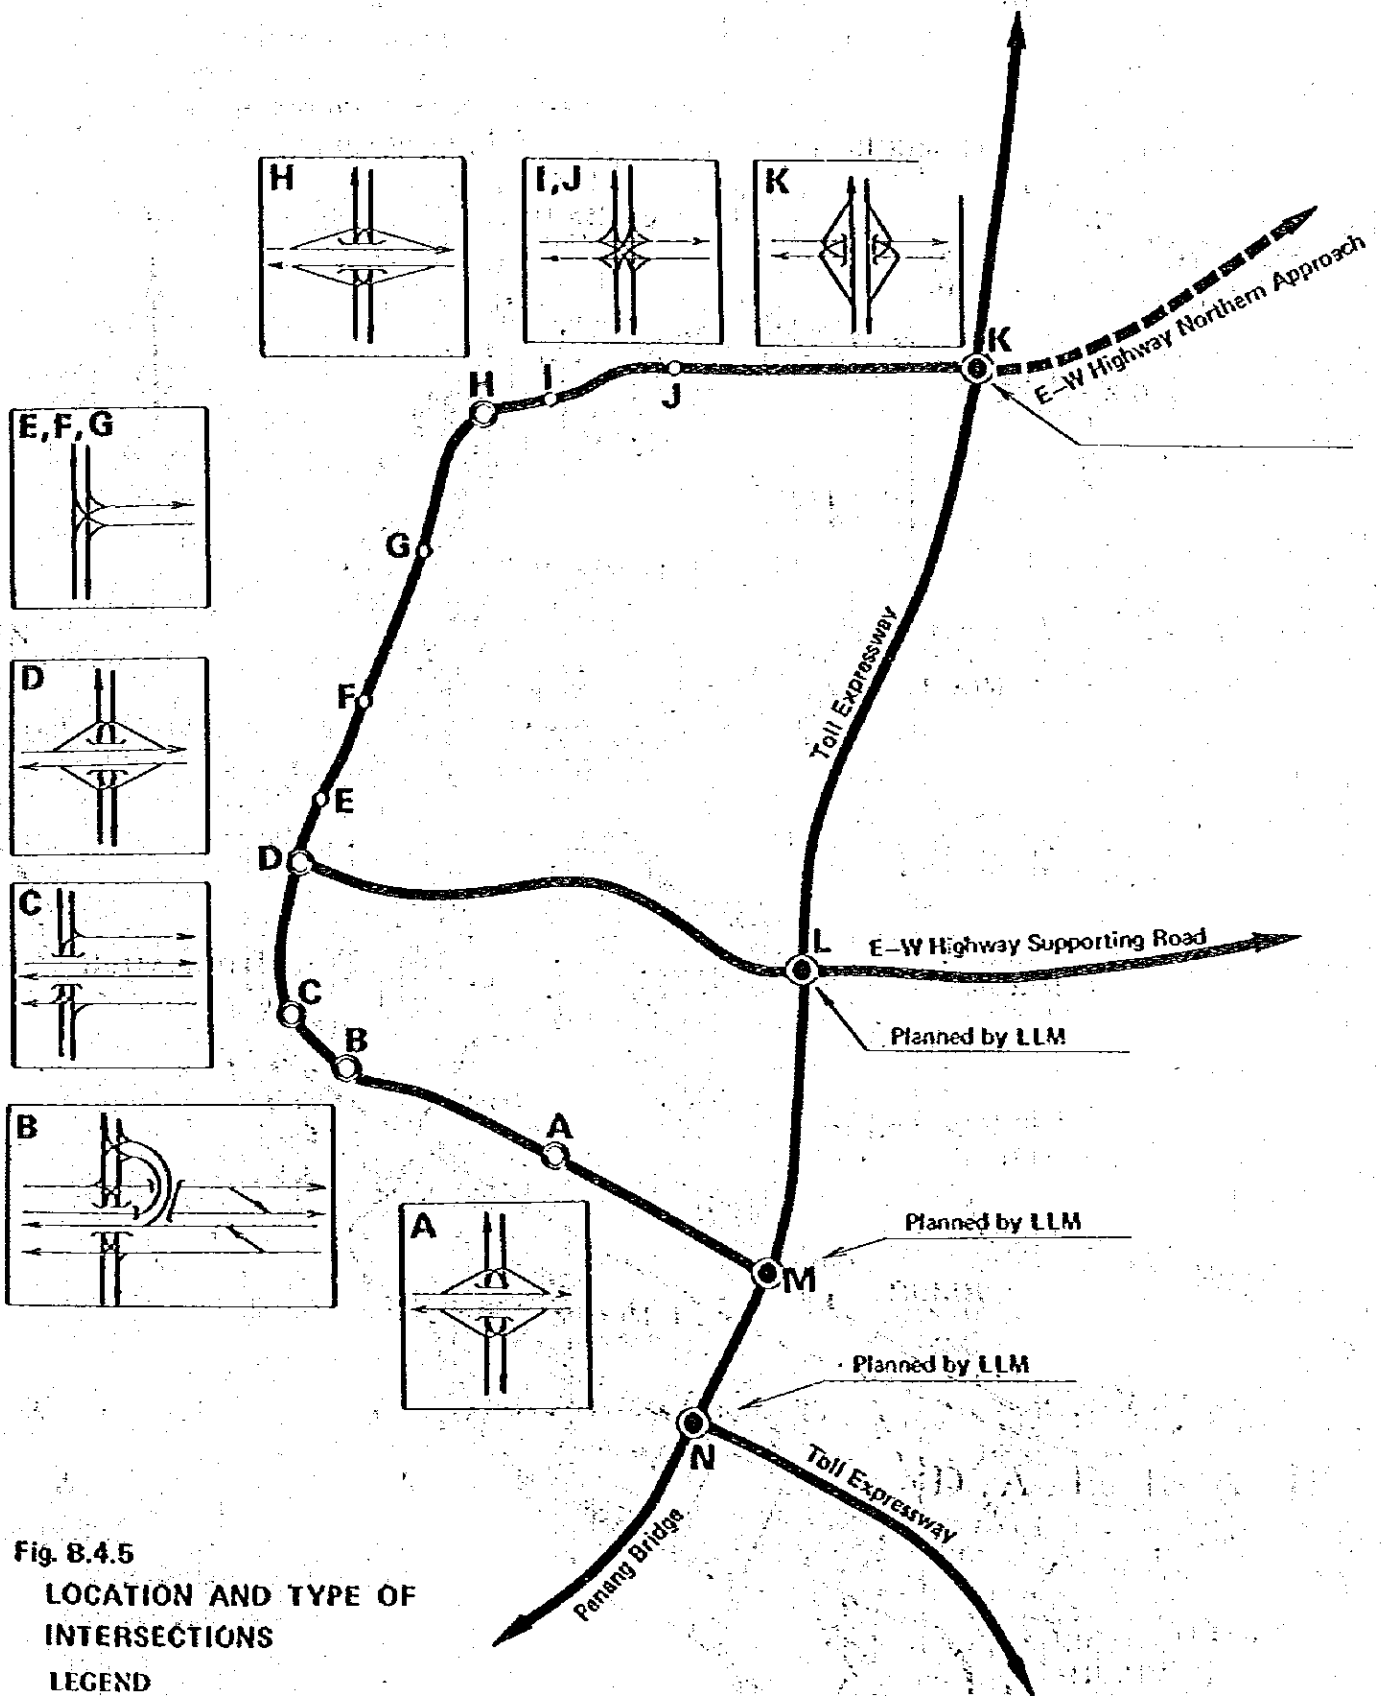 H
I,J
K
K
E–W Highway Northern Approach
H
I
J
E,F,G
G
Toll Expressway
D
F
E
D
C
L
E–W Highway Supporting Road
C
Planned by LLM
B
B
A
A
Planned by LLM
M
Planned by LLM
N
Toll Expressway
Penang Bridge
Fig. 8.4.5
LOCATION AND TYPE OF
INTERSECTIONS
LEGEND